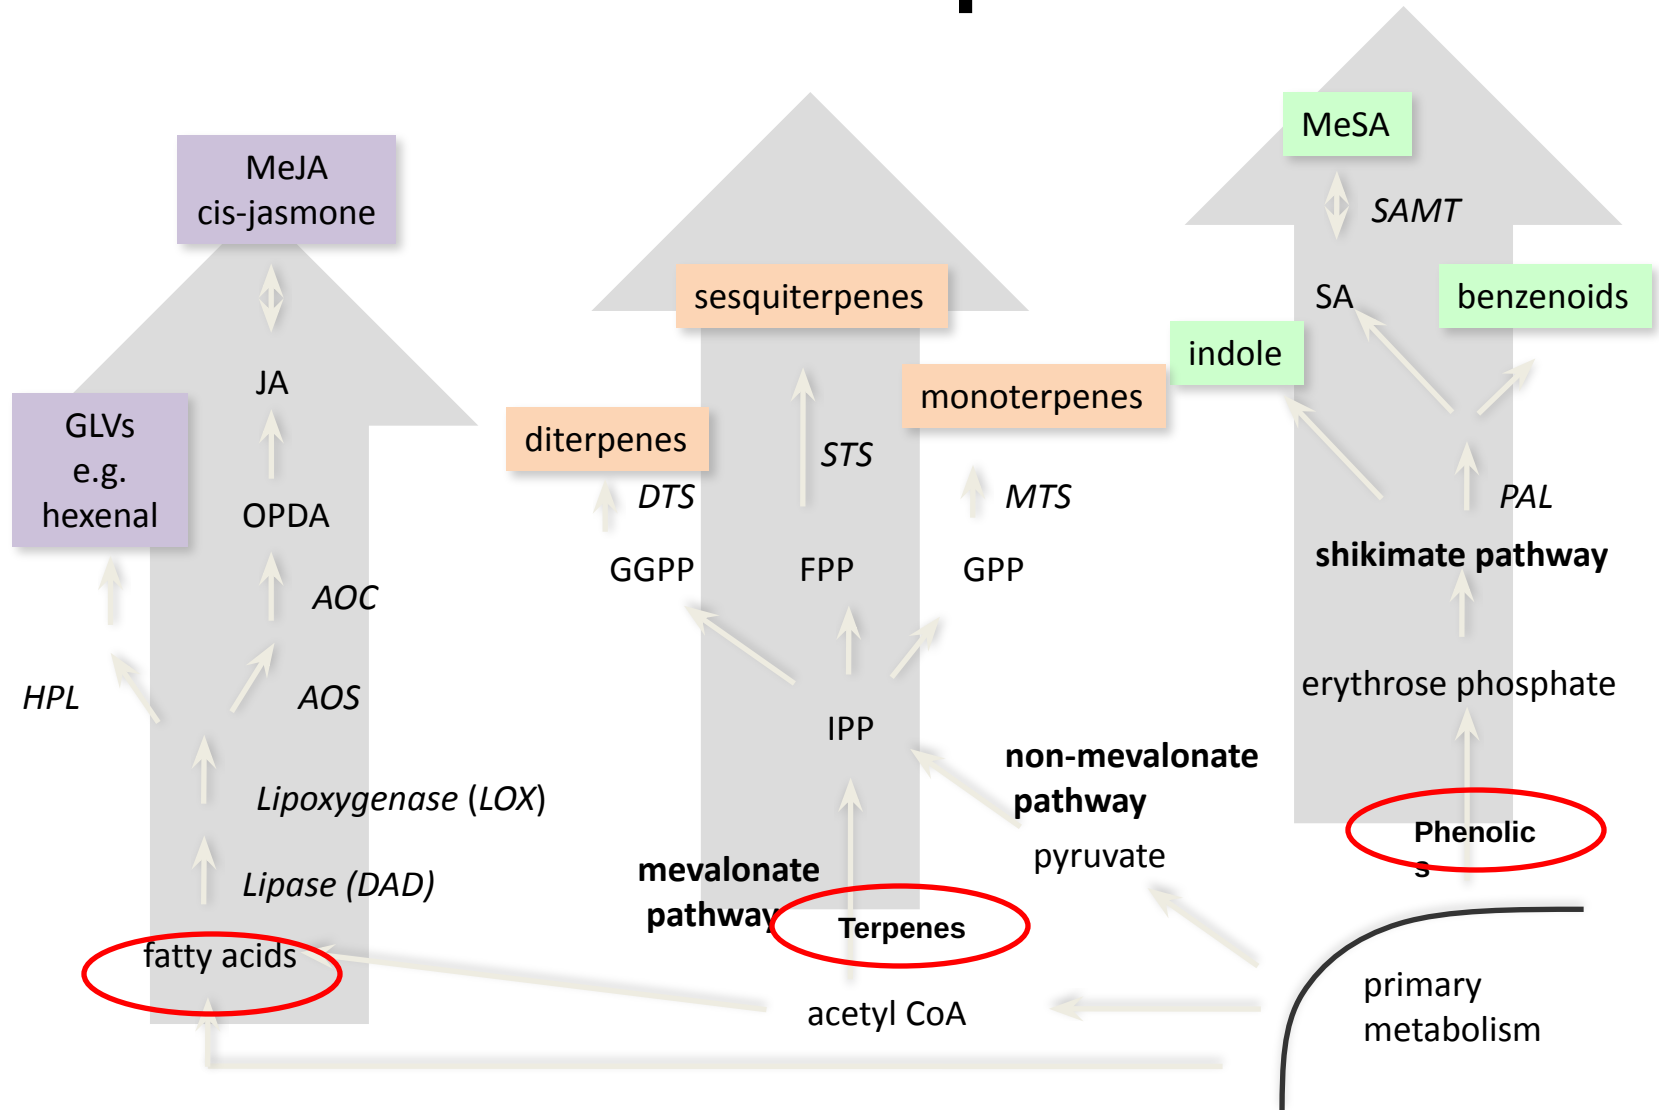 MeJA
cis-jasmone
JA
GLVs
e.g.
hexenal
OPDA
AOC
HPL
AOS
Lipoxygenase (LOX)
Lipase (DAD)
fatty acids
sesquiterpenes
diterpenes
monoterpenes
DTS
STS
MTS
GGPP
FPP
GPP
IPP
non-mevalonate
pathway
pyruvate
mevalonate
pathway
Terpenes
acetyl CoA
MeSA
SAMT
SA
benzenoids
indole
PAL
shikimate pathway
erythrose phosphate
Phenolic
s
primary
metabolism